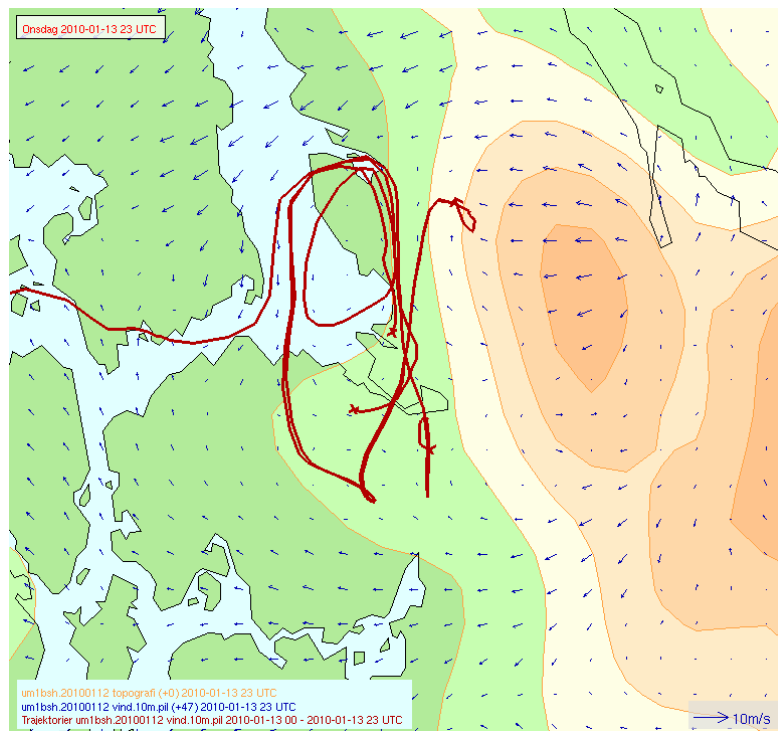 Onsdag 2010-01-13 23 UTC
um1bsh.20100112 topografi (+0) 2010-01-13 23 UTC
um1bsh.20100112 vind.10m.pil (+47) 2010-01-13 23 UTC
Trajektorier um1bsh.20100112 vind.10m.pil 2010-01-13 00 - 2010-01-13 23 UTC
10m/s